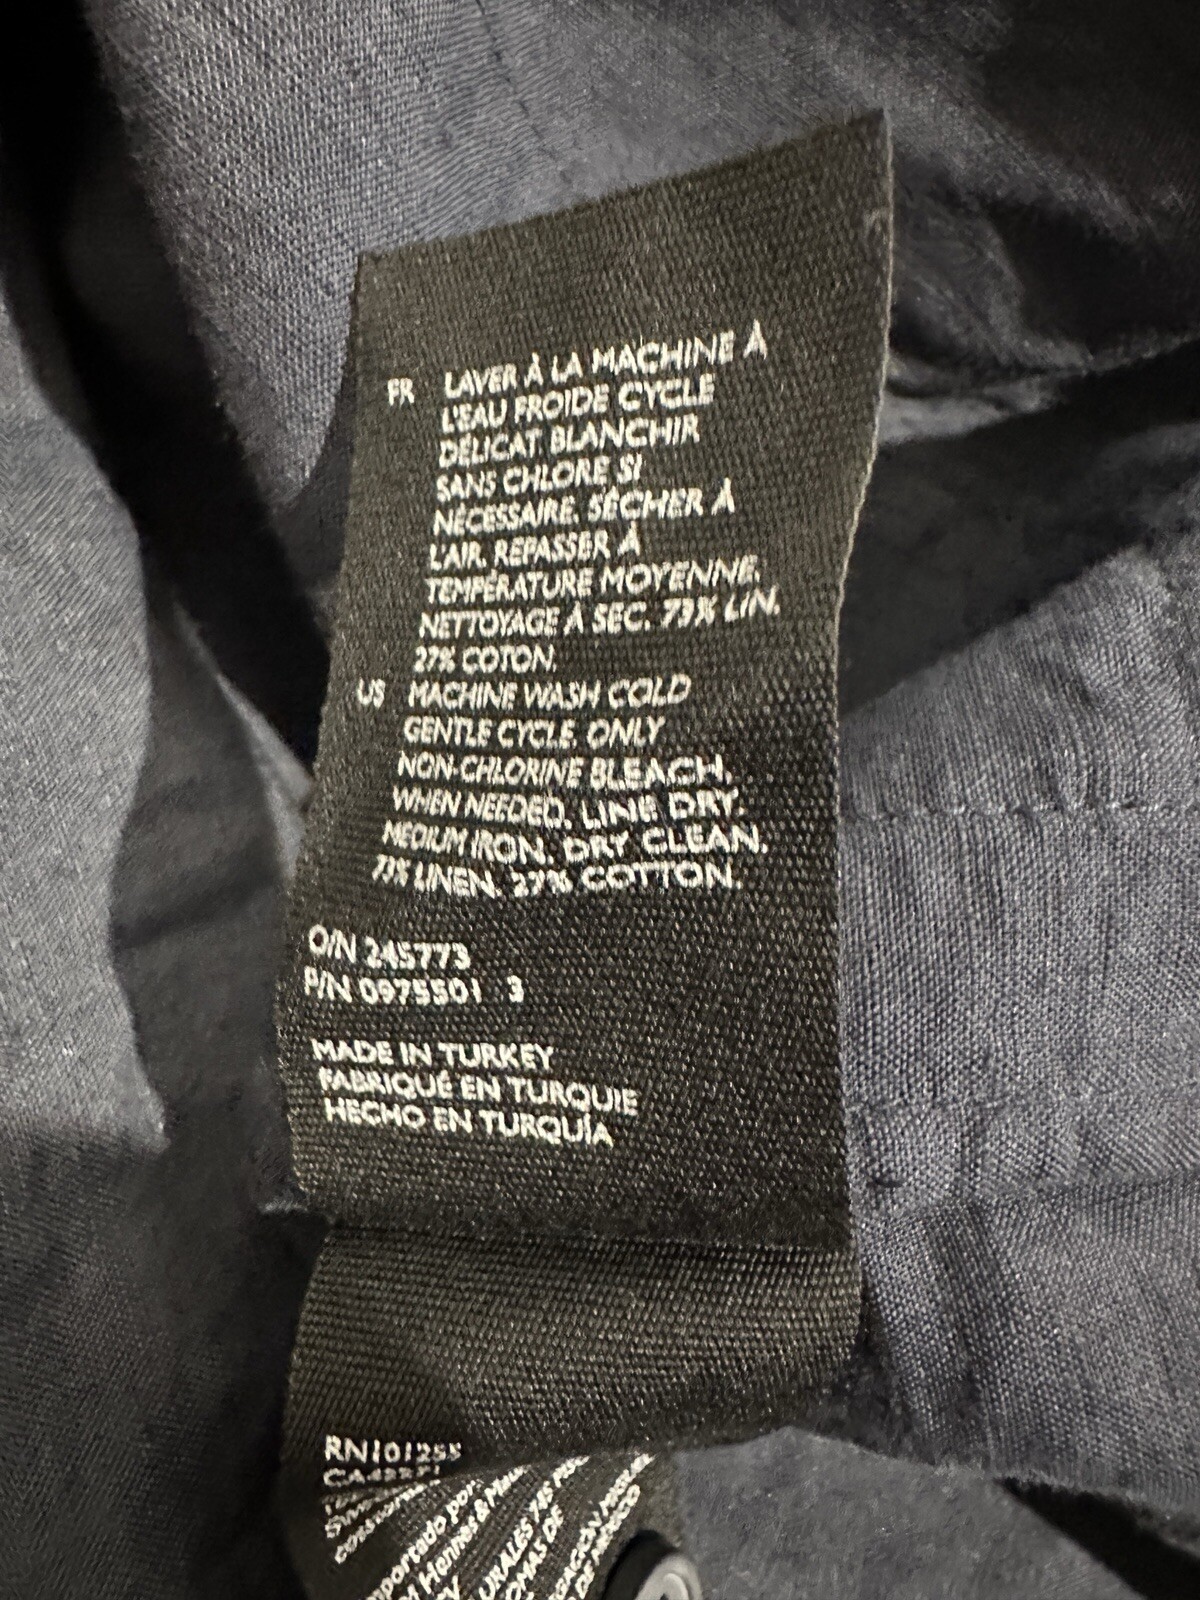 FR LAVER À LA MACHINE À
L'EAU FROIDE CYCLE
DÉLICAT. BLANCHIR
SANS CHLORE SI
NÉCESSAIRE. SÉCHER À
L'AIR. REPASSER À
TEMPÉRATURE MOYENNE.
NETTOYAGE À SEC. 73% LIN.
27% COTON.
US MACHINE WASH COLD
GENTLE CYCLE. ONLY
NON-CHLORINE BLEACH.
WHEN NEEDED. LINE DRY.
MEDIUM IRON. DRY CLEAN.
73% LINEN. 27% COTTON.
O/N 245773
P/N 0975501 3
MADE IN TURKEY
FABRIQUÉ EN TURQUIE
HECHO EN TURQUÍA
RN101255
por:
Hennes &
DE